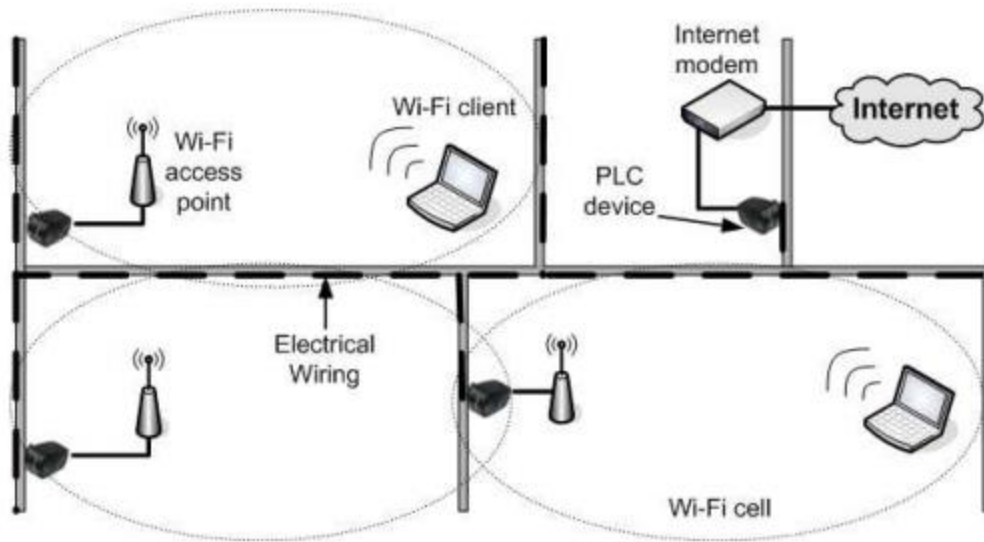 Internet
modem
Internet
Wi-Fi client
Wi-Fi
access
point
PLC
device
Electrical
Wiring
Wi-Fi cell